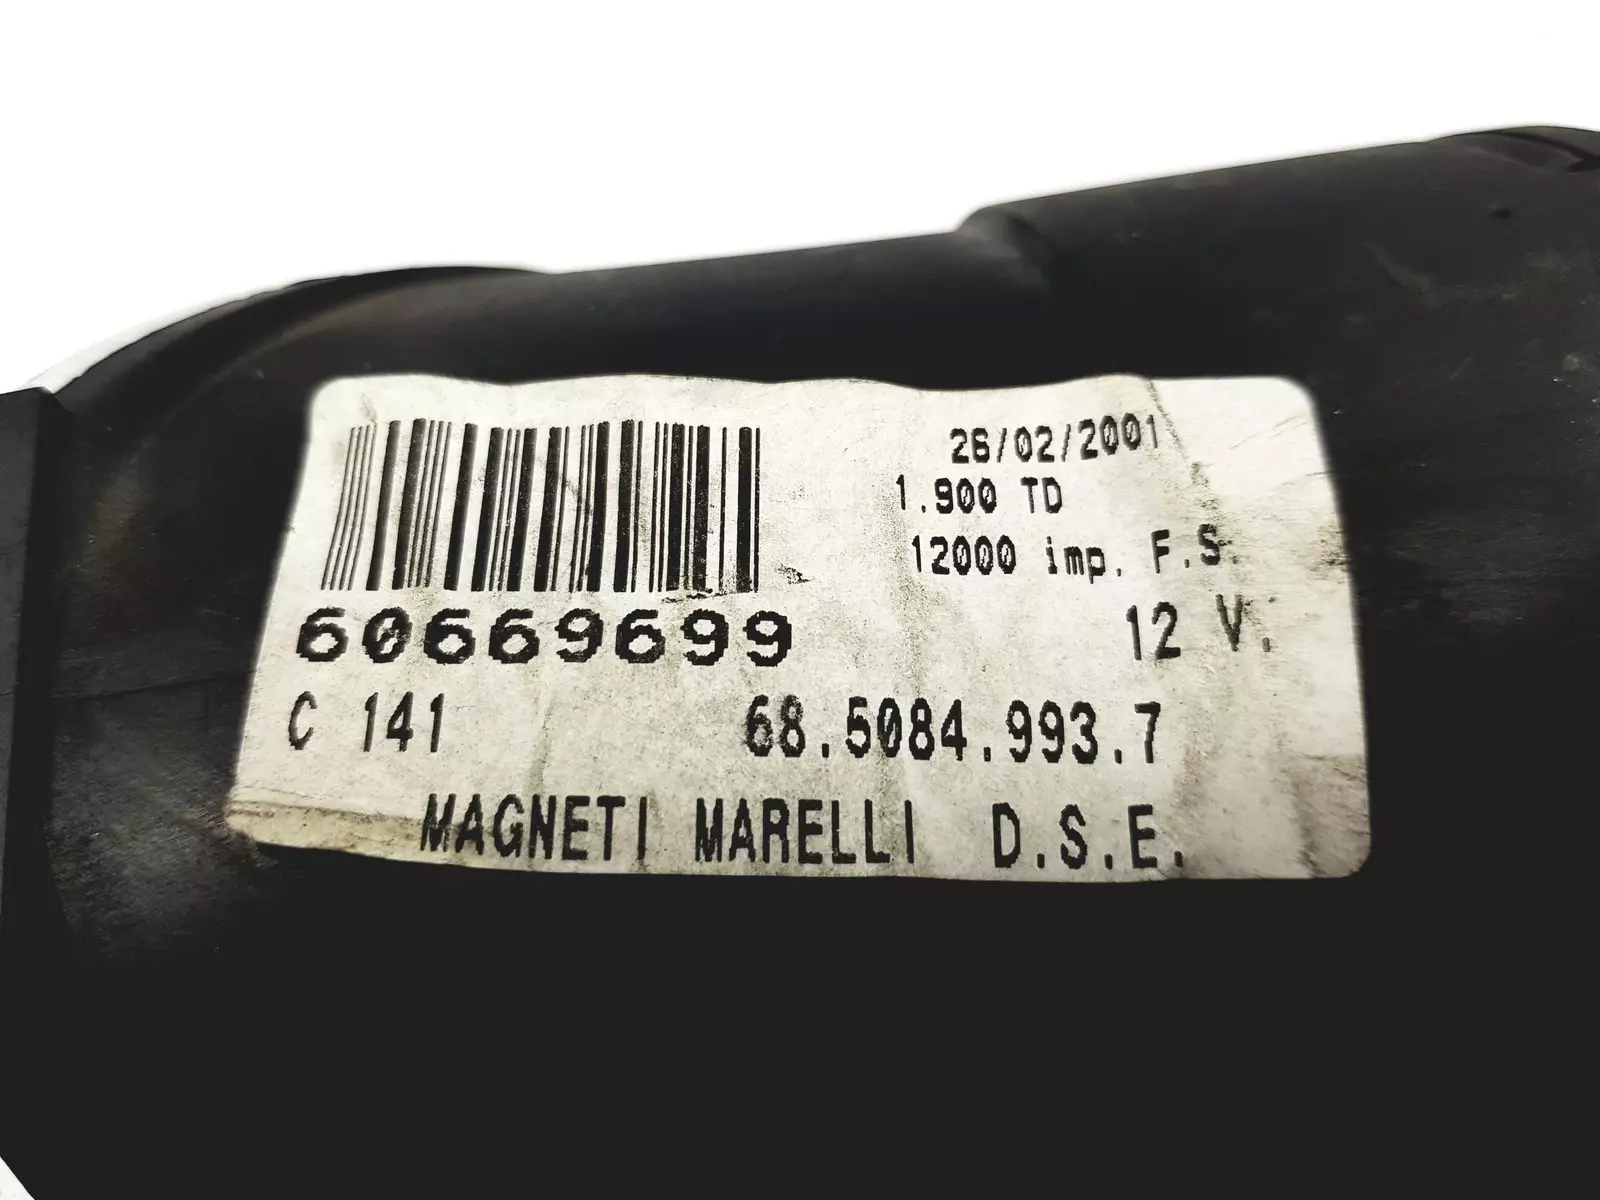 26/02/2001
1.900 TD
12000 imp. F.S.
60669699
12 V.
C 141
68.5084.993.7
MAGNETI MARELLI D.S.E.